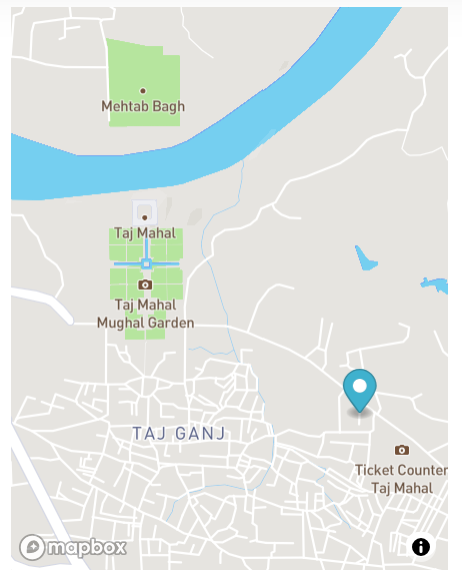 Mehtab Bagh
Taj Mahal
Taj Mahal
Mughal Garden
TAJ GANJ
Ticket Counter
Taj Mahal
mapbox
i